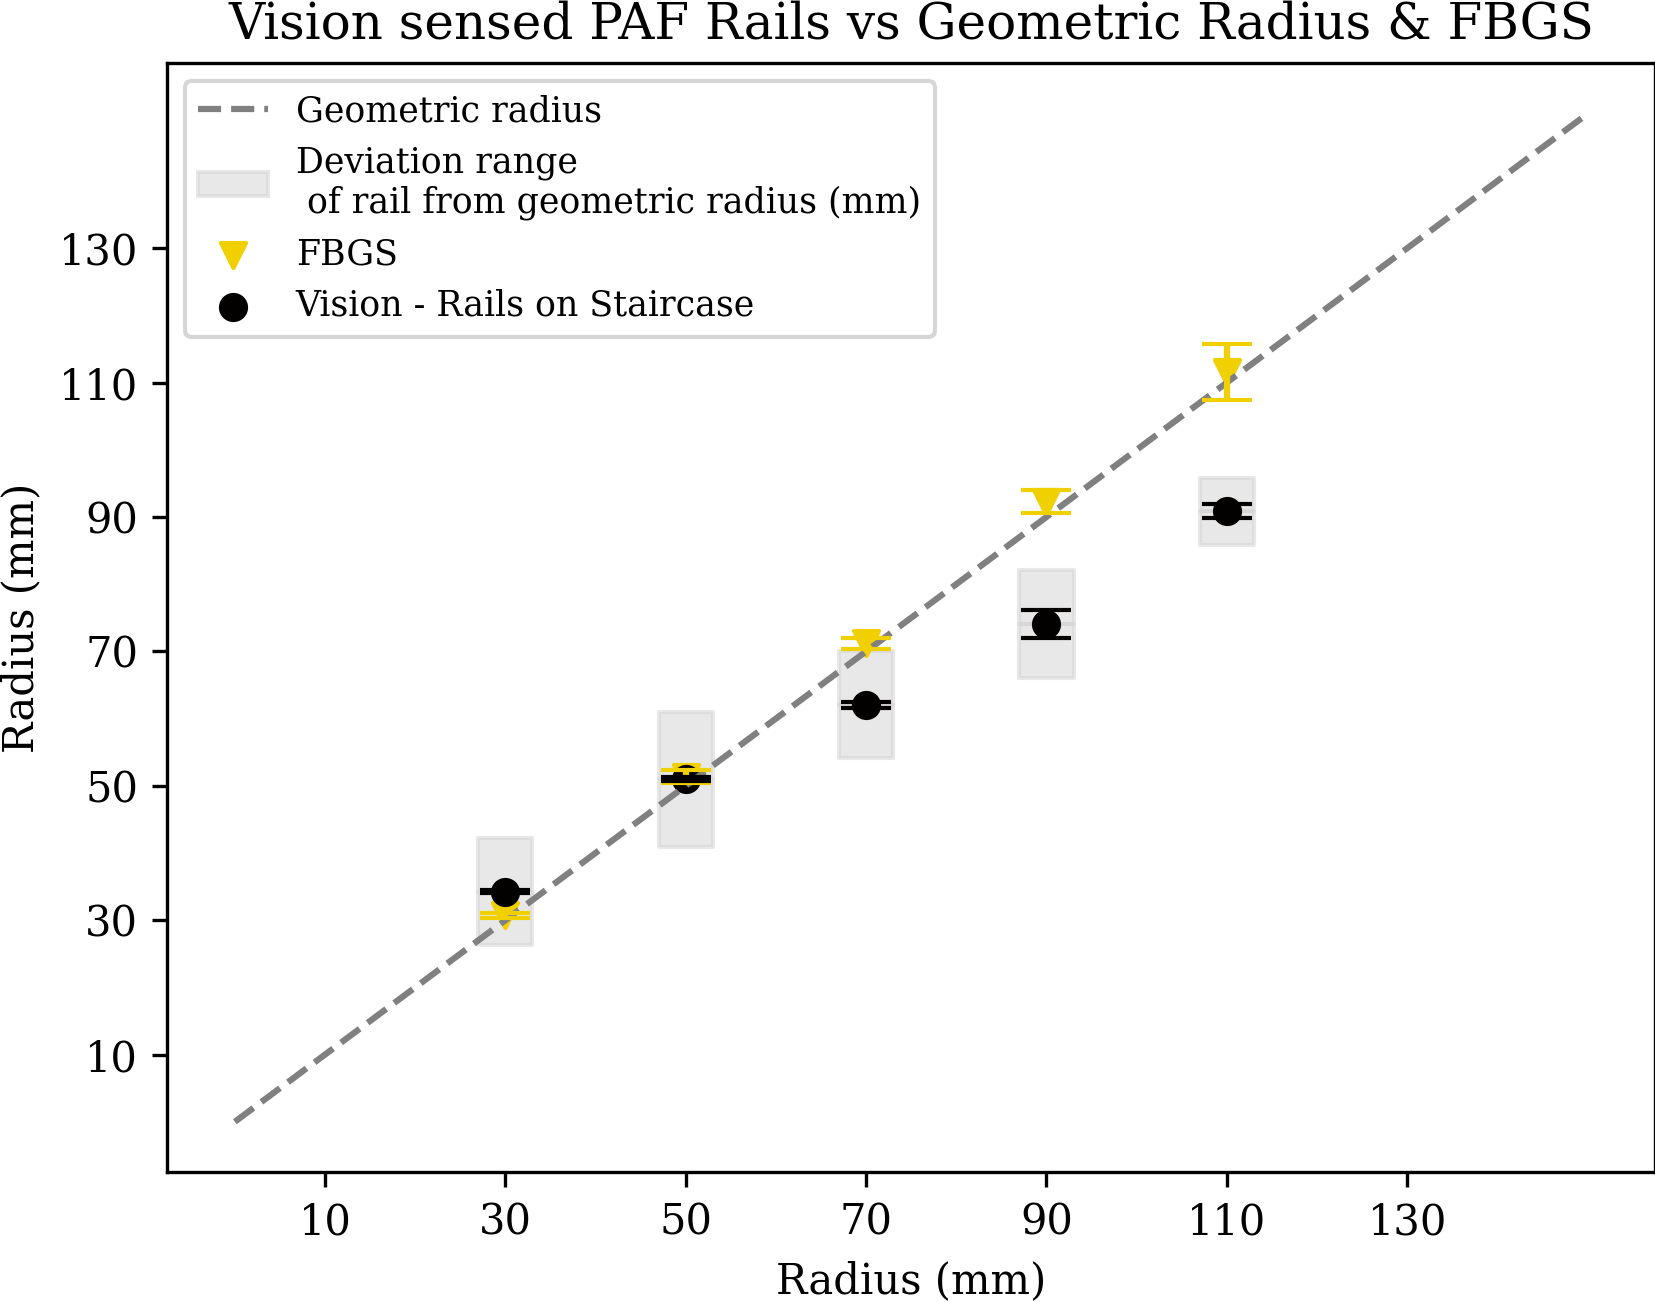 Vision sensed PAF Rails vs Geometric Radius & FBGS
Geometric radius
Deviation range
of rail from geometric radius (mm)
FBGS
Vision - Rails on Staircase
130
110
90
70
50
30
10
Radius (mm)
10 30 50 70 90 110 130
Radius (mm)